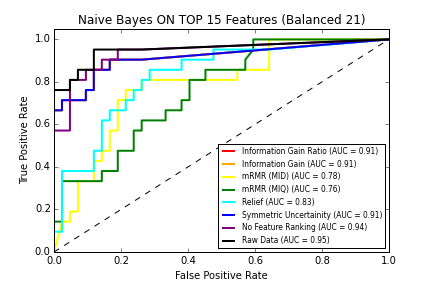 Naive Bayes ON TOP 15 Features (Balanced 21)
True Positive Rate
1.0
0.8
0.6
0.4
0.2
0.0
Information Gain Ratio (AUC = 0.91)
Information Gain (AUC = 0.91)
mRMR (MID) (AUC = 0.78)
mRMR (MIQ) (AUC = 0.76)
Relief (AUC = 0.83)
Symmetric Uncertainity (AUC = 0.91)
No Feature Ranking (AUC = 0.94)
Raw Data (AUC = 0.95)
0.0 0.2 0.4 0.6 0.8 1.0
False Positive Rate